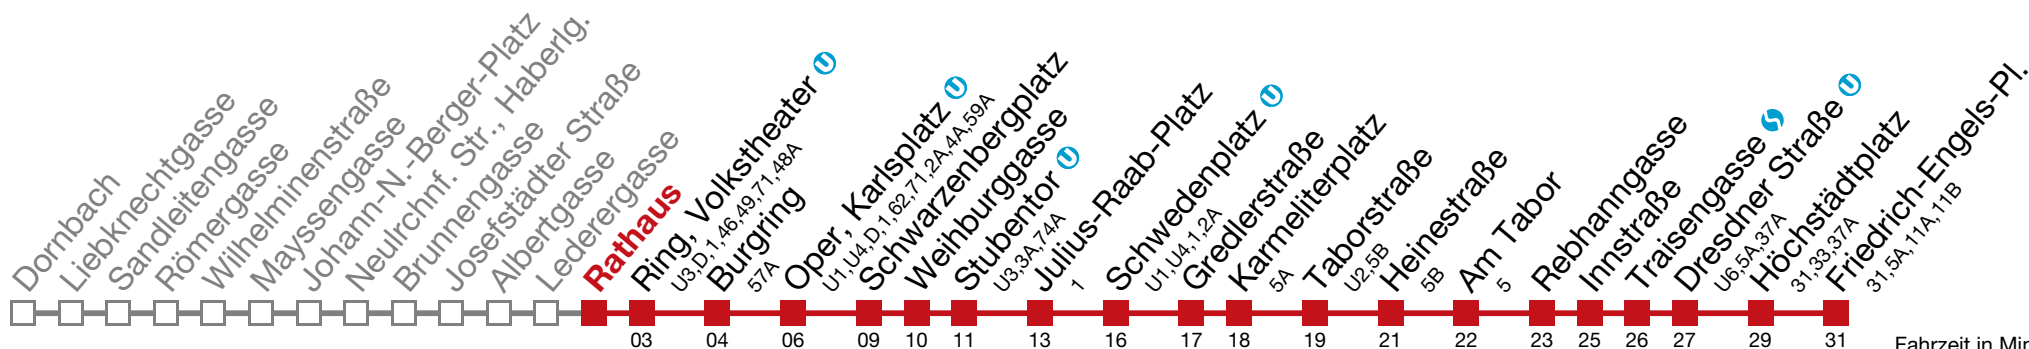 Dornbach
Liebknechtgasse
Sandleitengasse
Römergasse
Wilhelminenstraße
Mayssengasse
Johann-N.-Berger-Platz
Neulrchnf. Str., Haberlg.
Brunnengasse
Josefstädter Straße
Albertgasse
Lederergasse
Rathaus
Ring, Volkstheater U
U3,D,1,46,49,71,48A
Burgring
57A
Oper, Karlsplatz U
U1,U4,D,1,62,71,2A,4A,59A
Schwarzenbergplatz
Weihburggasse
Stubentor U
U3,3A,74A
Julius-Raab-Platz
1
Schwedenplatz U
U1,U4,1,2A
Gredlerstraße
Karmeliterplatz
5A
Taborstraße
U2,5B
Heinestraße
5B
Am Tabor
5
Rebhanngasse
Innstraße
Traisengasse S
Dresdner Straße U
U6,5A,37A
Höchstädtplatz
31,33,37A
Friedrich-Engels-Pl.
31,5A,11A,11B
03 04 06 09 10 11 13 16 17 18 19 21 22 23 25 26 27 29 31
Fahrzeit in Min